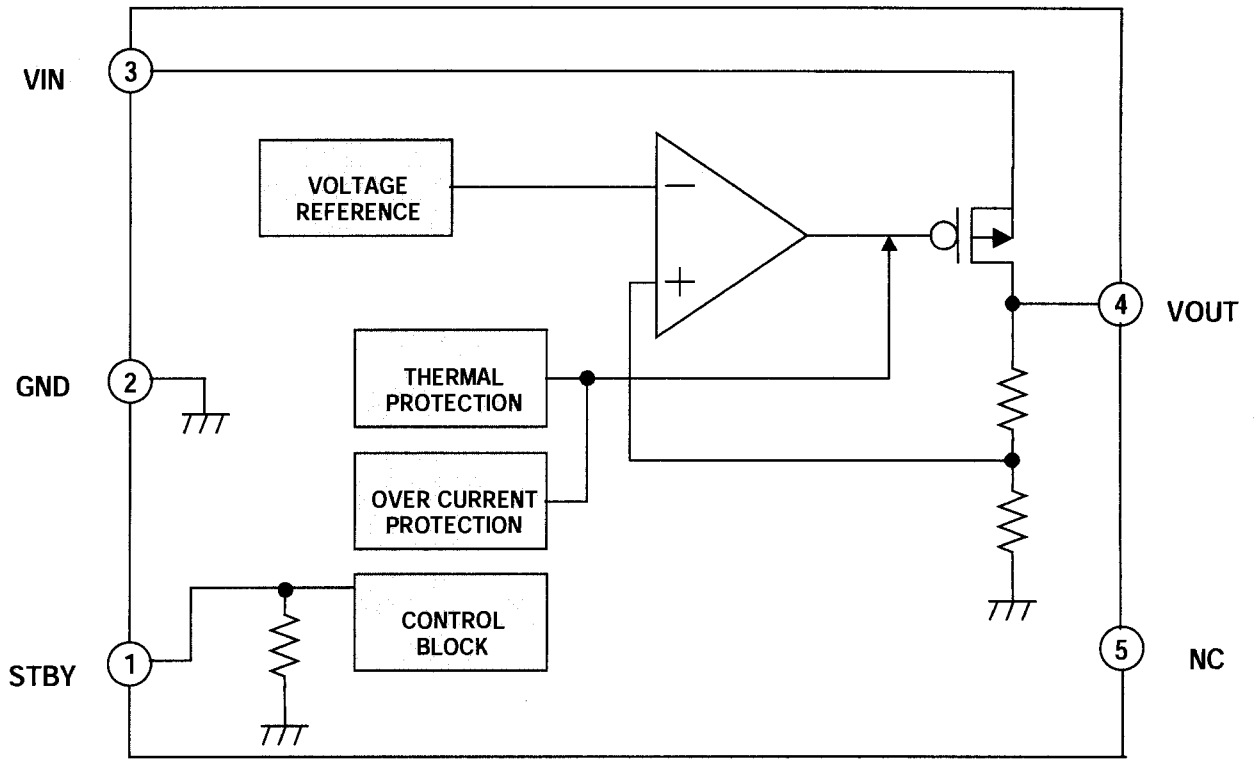 VIN
3
VOLTAGE
REFERENCE
−
+
4
VOUT
GND
2
THERMAL
PROTECTION
OVER CURRENT
PROTECTION
CONTROL
BLOCK
STBY
1
5
NC